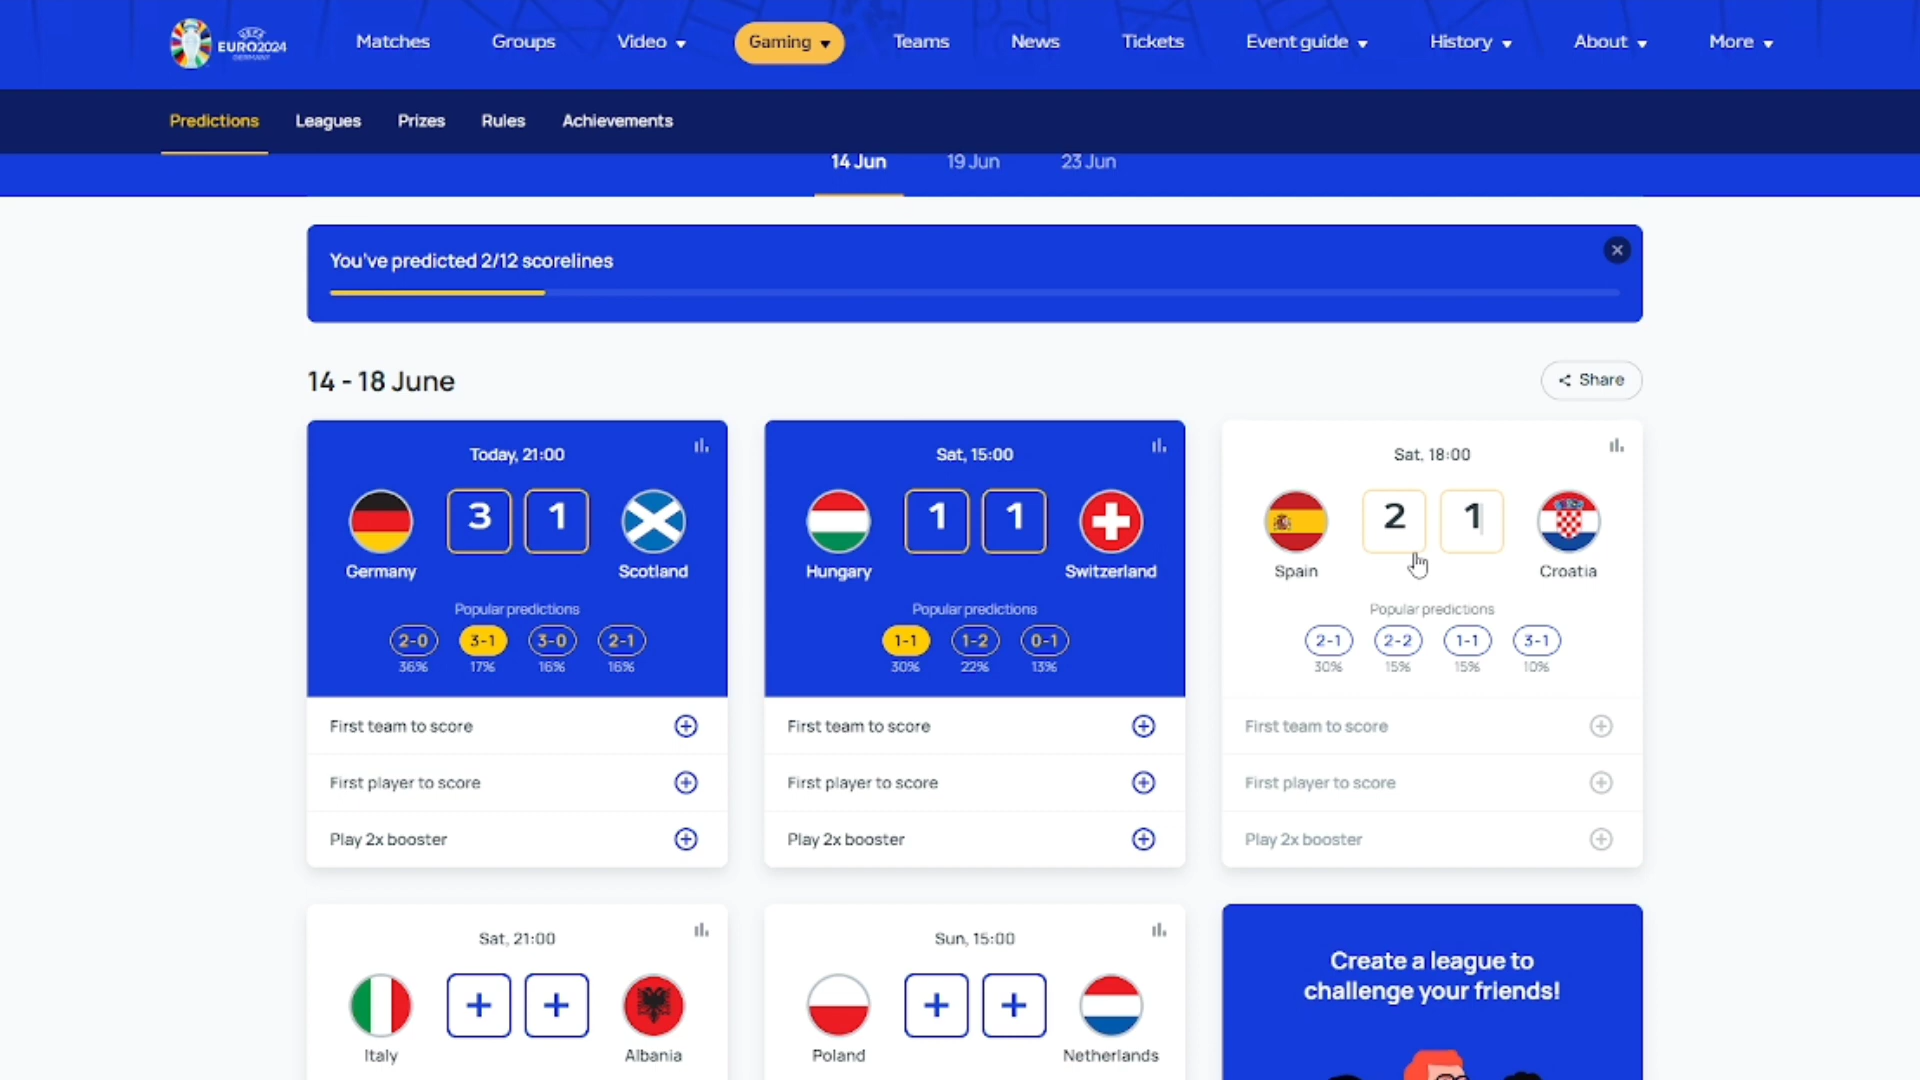 UEFA
EURO2024
GERMANY
Matches
Groups
Video
Gaming
Teams
News
Tickets
Event guide
History
About
More
Predictions
Leagues
Prizes
Rules
Achievements
14 Jun
19 Jun
23 Jun
You've predicted 2/12 scorelines
14 - 18 June
Share
Today, 21:00
3 1
Germany
Scotland
Popular predictions
2-0 3-1 3-0 2-1
36% 17% 16% 16%
First team to score
First player to score
Play 2x booster
Sat, 15:00
1 1
Hungary
Switzerland
Popular predictions
1-1 1-2 0-1
30% 22% 13%
First team to score
First player to score
Play 2x booster
Sat, 18:00
2 1
Spain
Croatia
Popular predictions
2-1 2-2 1-1 3-1
30% 15% 15% 10%
First team to score
First player to score
Play 2x booster
Sat, 21:00
+ +
Italy
Albania
Sun, 15:00
+ +
Poland
Netherlands
Create a league to
challenge your friends!